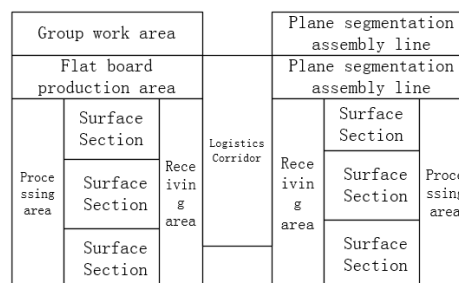 Group work area
Plane segmentation
assembly line
Flat board
production area
Plane segmentation
assembly line
Proce
ssing
area
Surface
Section
Surface
Section
Surface
Section
Rece
ivin
g
area
Logistics
Corridor
Rece
ivin
g
area
Surface
Section
Surface
Section
Surface
Section
Proce
ssing
area